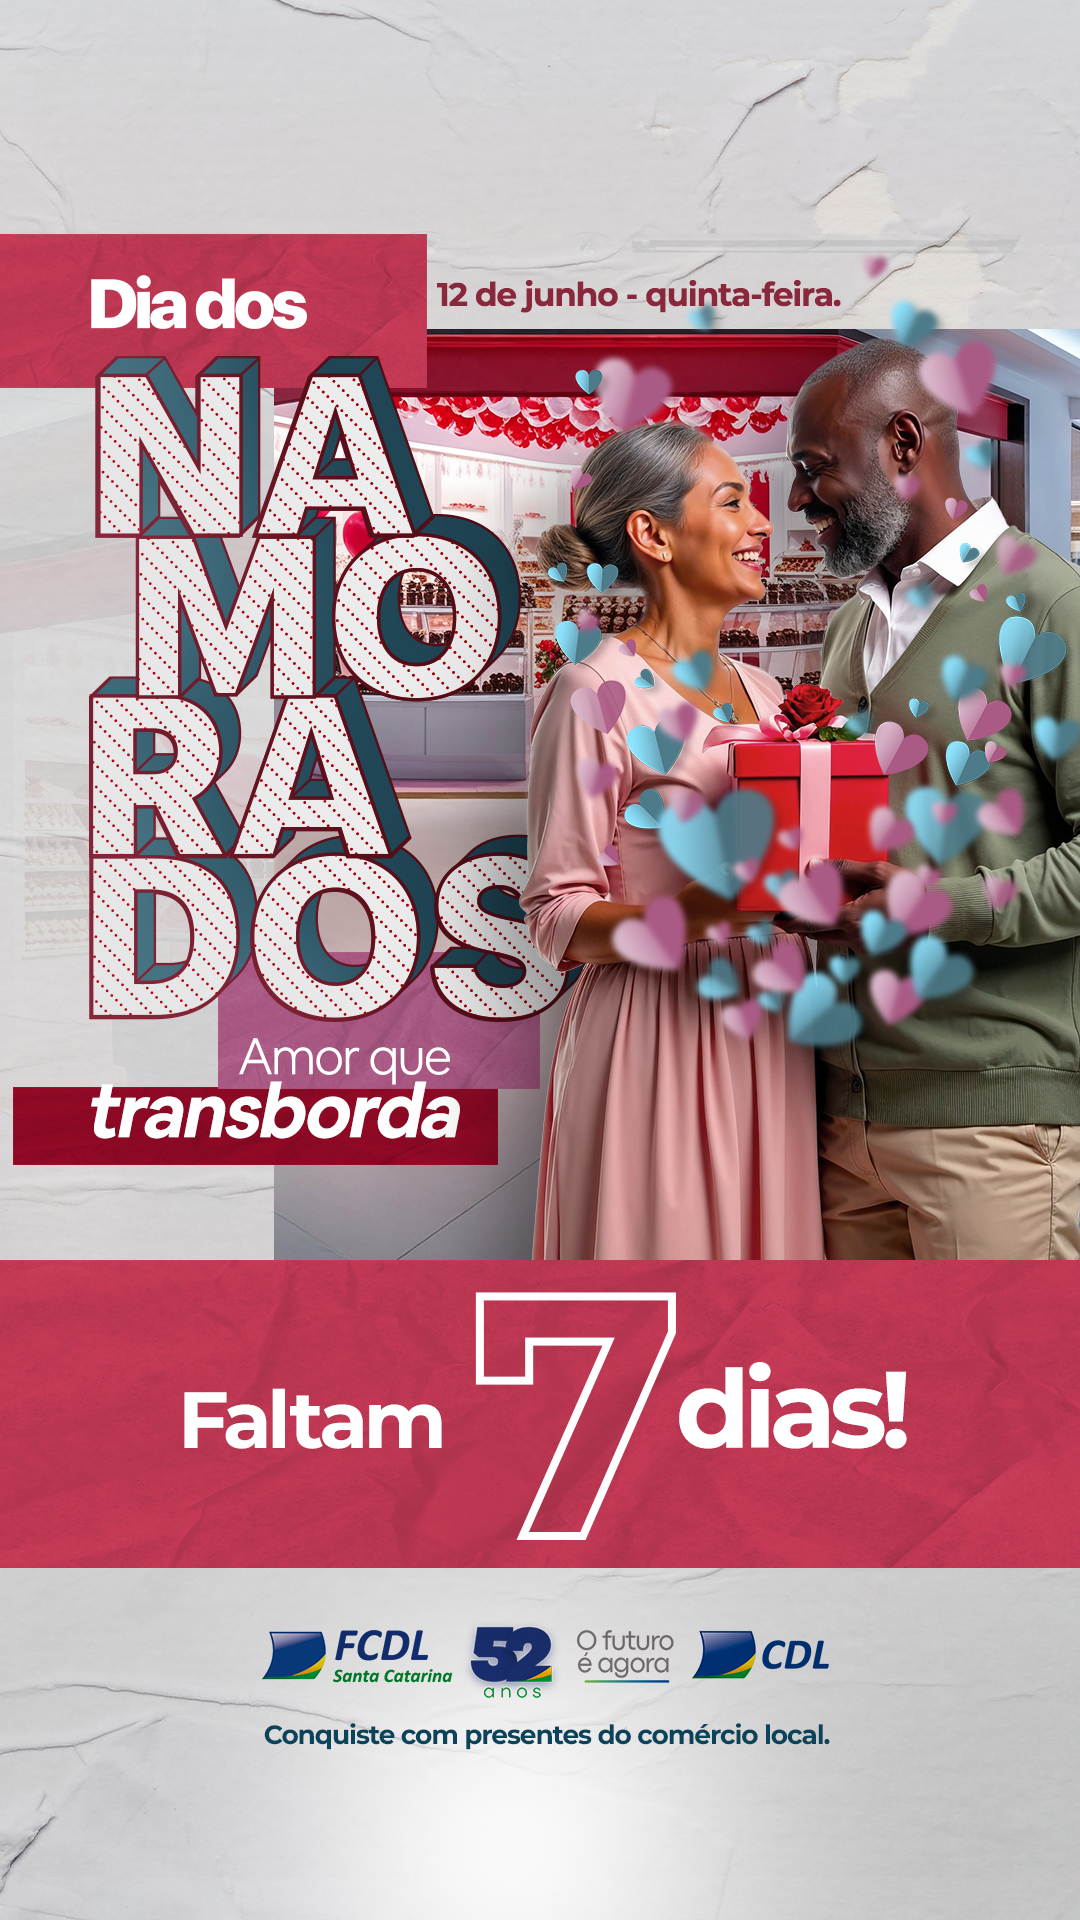 Dia dos
12 de junho - quinta-feira.
NA
MO
RA
DOS
Amor que
transborda
Faltam 7 dias!
FCDL
Santa Catarina
52
anos
O futuro
é agora
CDL
Conquiste com presentes do comércio local.